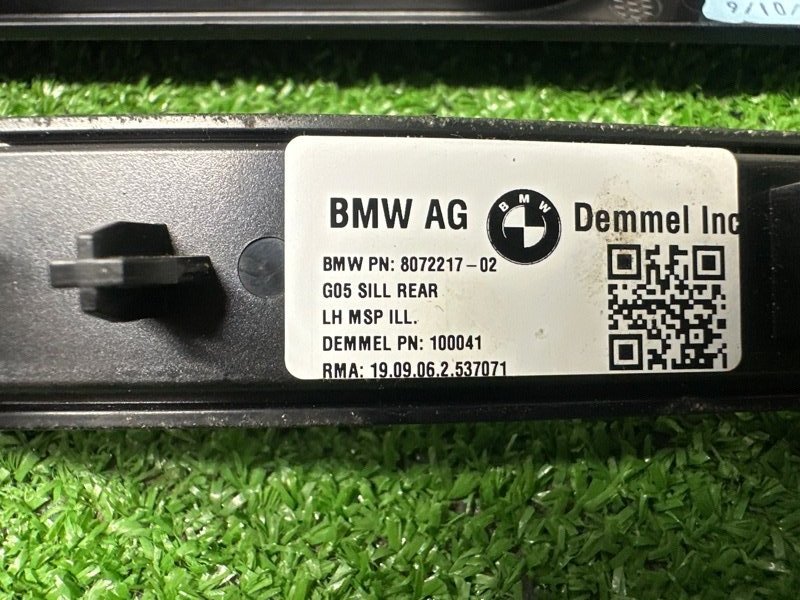 BMW AG BMW Demmel Inc
BMW PN: 8072217-02
G05 SILL REAR
LH MSP ILL.
DEMMEL PN: 100041
RMA: 19.09.06.2.537071